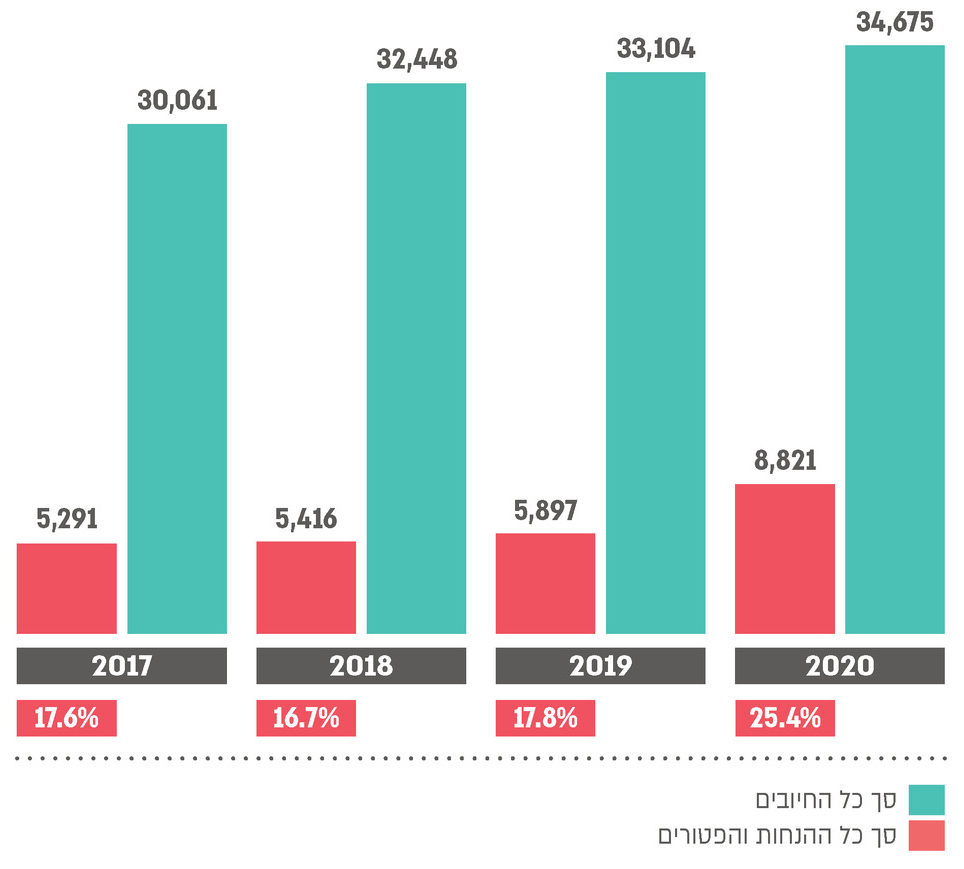 34,675
33,104
32,448
30,061
8,821
5,897
5,416
5,291
2017 2018 2019 2020
17.6% 16.7% 17.8% 25.4%
סך כל החיובים
סך כל ההנחות והפטורים